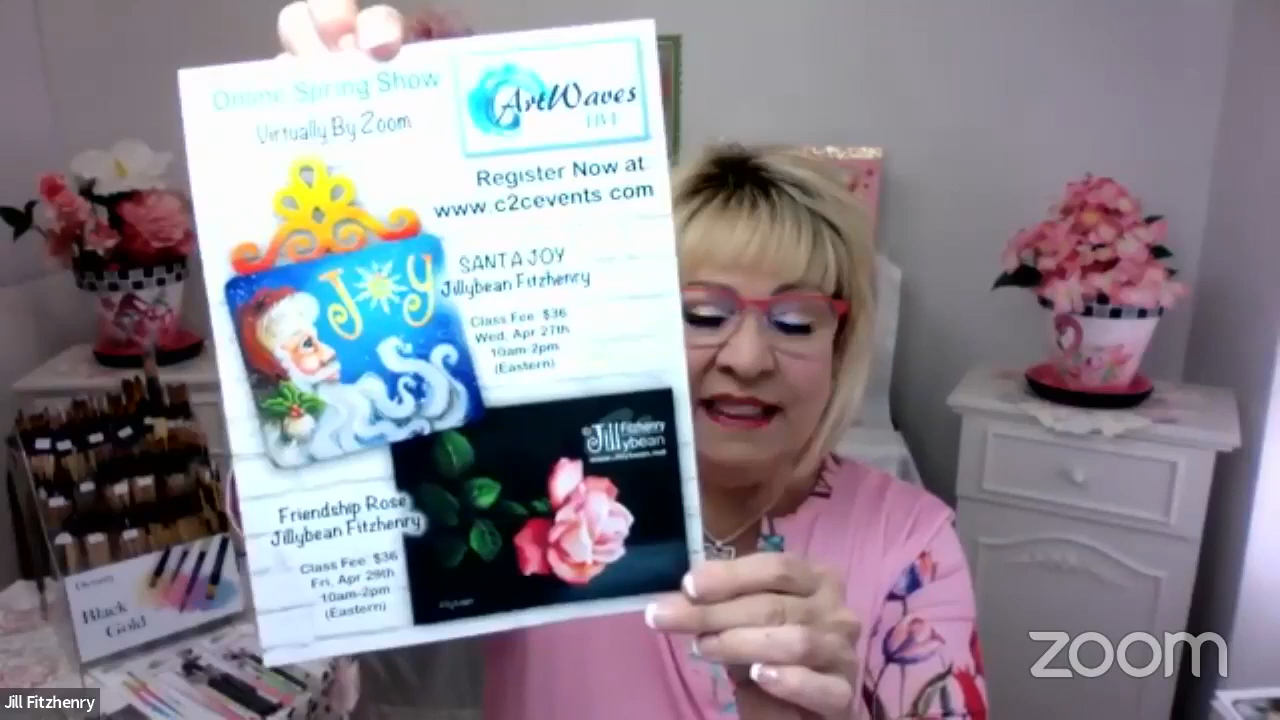 Online Spring Show
Virtually By Zoom
ArtWaves
LIVE
Register Now at
www.c2cevents.com
JOY
SANTA JOY
Jillybean Fitzhenry
Class Fee $36
Wed, Apr 27th
10am-2pm
(Eastern)
© Jill Fitzhenry
Jillybean
www.jillybean.net
Friendship Rose
Jillybean Fitzhenry
Class Fee $36
Fri, Apr 29th
10am-2pm
(Eastern)
Black
Gold
zoom
Jill Fitzhenry